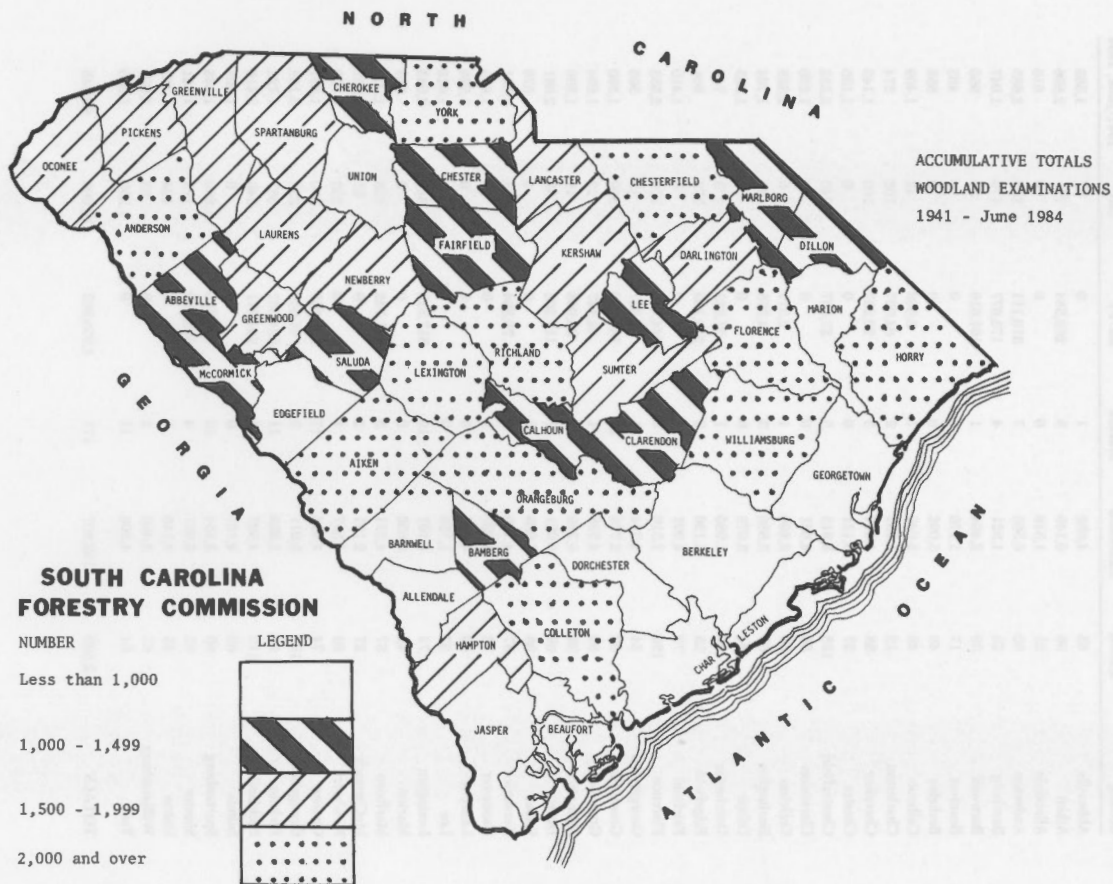 NORTH
CAROLINA
ACCUMULATIVE TOTALS
WOODLAND EXAMINATIONS
1941 - June 1984
GREENVILLE
CHEROKEE
YORK
PICKENS
SPARTANBURG
OCONEE
UNION
CHESTER
LANCASTER
CHESTERFIELD
MARLBORO
ANDERSON
LAURENS
FAIRFIELD
KERSHAW
DARLINGTON
DILLON
NEWBERRY
ABBEVILLE
GREENWOOD
LEE
MARION
FLORENCE
HORRY
RICHLAND
SALUDA
LEXINGTON
SUMTER
McCORMICK
EDGEFIELD
CALHOUN
CLARENDON
WILLIAMSBURG
AIKEN
GEORGETOWN
ORANGEBURG
GEORGIA
BARNWELL
BAMBERG
BERKELEY
DORCHESTER
ALLENDALE
COLLETON
CHAR LESTON
HAMPTON
JASPER
BEAUFORT
ATLANTIC OCEAN
SOUTH CAROLINA
FORESTRY COMMISSION
NUMBER LEGEND
Less than 1,000
1,000 - 1,499
1,500 - 1,999
2,000 and over